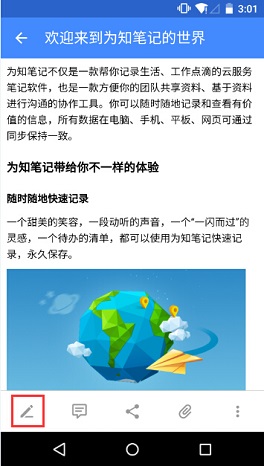 3:01
欢迎来到为知笔记的世界
为知笔记不仅是一款帮你记录生活、工作点滴的云服务
笔记软件，也是一款方便你的团队共享资料、基于资料
进行沟通的协作工具。你可以随时随地记录和查看有价
值的信息，所有数据在电脑、手机、平板、网页可通过
同步保持一致。
为知笔记带给你不一样的体验
随时随地快速记录
一个甜美的笑容，一段动听的声音，一个“一闪而过”的
灵感，一个待办的清单，都可以使用为知笔记快速记
录，永久保存。